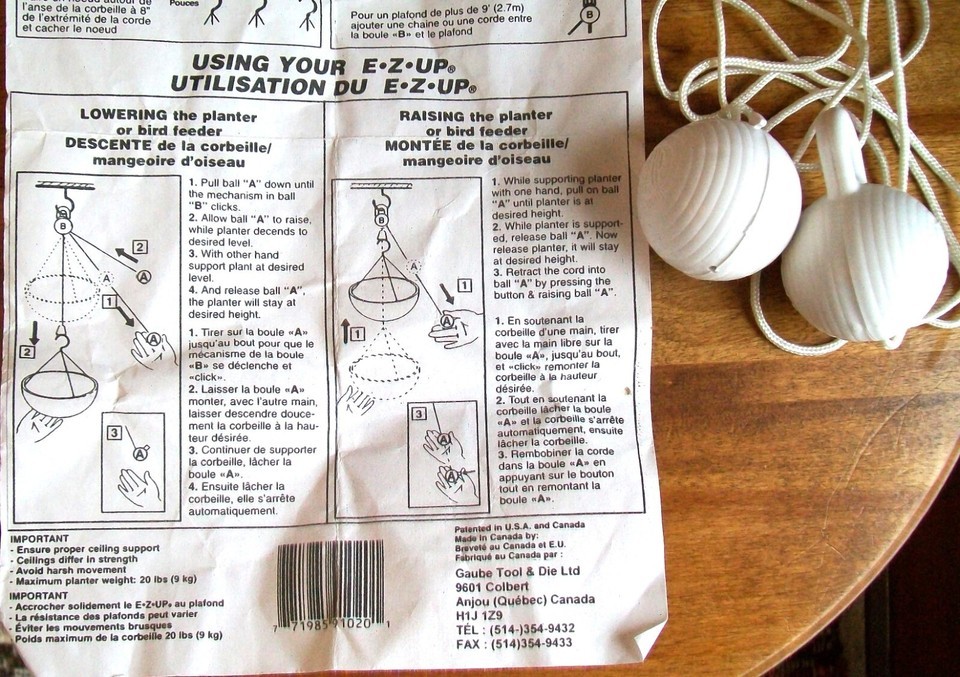 l'anse de la corbeille à 8"
de l'extrémité de la corde
et cacher le noeud
Pouces
Pour un plafond de plus de 9' (2.7m)
ajouter une chaine ou une corde entre
la boule «B» et le plafond
B
USING YOUR E•Z•UP®
UTILISATION DU E•Z•UP®
LOWERING the planter
or bird feeder
DESCENTE de la corbeille/
mangeoire d'oiseau
B
2
A
A
1
A
2
3
A
1. Pull ball "A" down until
the mechanism in ball
"B" clicks.
2. Allow ball "A" to raise,
while planter decends to
desired level.
3. With other hand
support plant at desired
level.
4. And release ball "A",
the planter will stay at
desired height.
1. Tirer sur la boule «A»
jusqu'au bout pour que le
mécanisme de la boule
«B» se déclenche et
«click».
2. Laisser la boule «A»
monter, avec l'autre main,
laisser descendre douce-
ment la corbeille à la hau-
teur désirée.
3. Continuer de supporter
la corbeille, lâcher la
boule «A».
4. Ensuite lâcher la
corbeille, elle s'arrête
automatiquement.
RAISING the planter
or bird feeder
MONTÉE de la corbeille/
mangeoire d'oiseau
B
A
1
A
1
3
A
A
1. While supporting planter
with one hand, pull on ball
"A" until planter is at
desired height.
2. While planter is support-
ed, release ball "A". Now
release planter, it will stay
at desired height.
3. Retract the cord into
ball "A" by pressing the
button & raising ball "A".
1. En soutenant la
corbeille d'une main, tirer
avec la main libre sur la
boule «A», jusqu'au bout,
et «click» remonter la
corbeille à la hauteur
désirée.
2. Tout en soutenant la
corbeille lâcher la boule
«A» et la corbeille s'arrête
automatiquement, ensuite
lâcher la corbeille.
3. Rembobiner la corde
dans la boule «A» en
appuyant sur le bouton
tout en remontant la
boule «A».
IMPORTANT
- Ensure proper ceiling support
- Ceilings differ in strength
- Avoid harsh movement
- Maximum planter weight: 20 lbs (9 kg)
IMPORTANT
- Accrocher solidement le E•Z•UP® au plafond
- La résistance des plafonds peut varier
- Éviter les mouvements brusques
Poids maximum de la corbeille 20 lbs (9 kg)
7 71985 91020 1
Patented in U.S.A. and Canada
Made in Canada by:
Breveté au Canada et E.U.
Fabriqué au Canada par :
Gaube Tool & Die Ltd
9601 Colbert
Anjou (Québec) Canada
H1J 1Z9
TÉL : (514-)354-9432
FAX : (514)354-9433